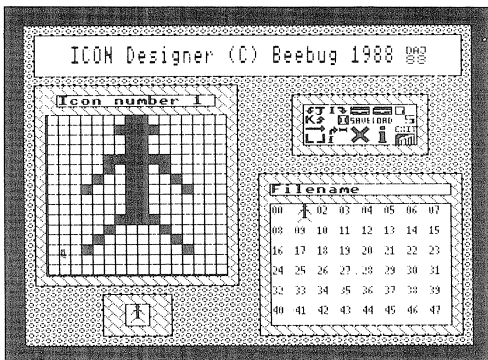 ICON Designer (C) Beebug 1988 DAJ 88
Icon number 1
SAVE LOAD
EXIT
Filename
00 02 03 04 05 06 07
08 09 10 11 12 13 14 15
16 17 18 19 20 21 22 23
24 25 26 27 28 29 30 31
32 33 34 35 36 37 38 39
40 41 42 43 44 45 46 47